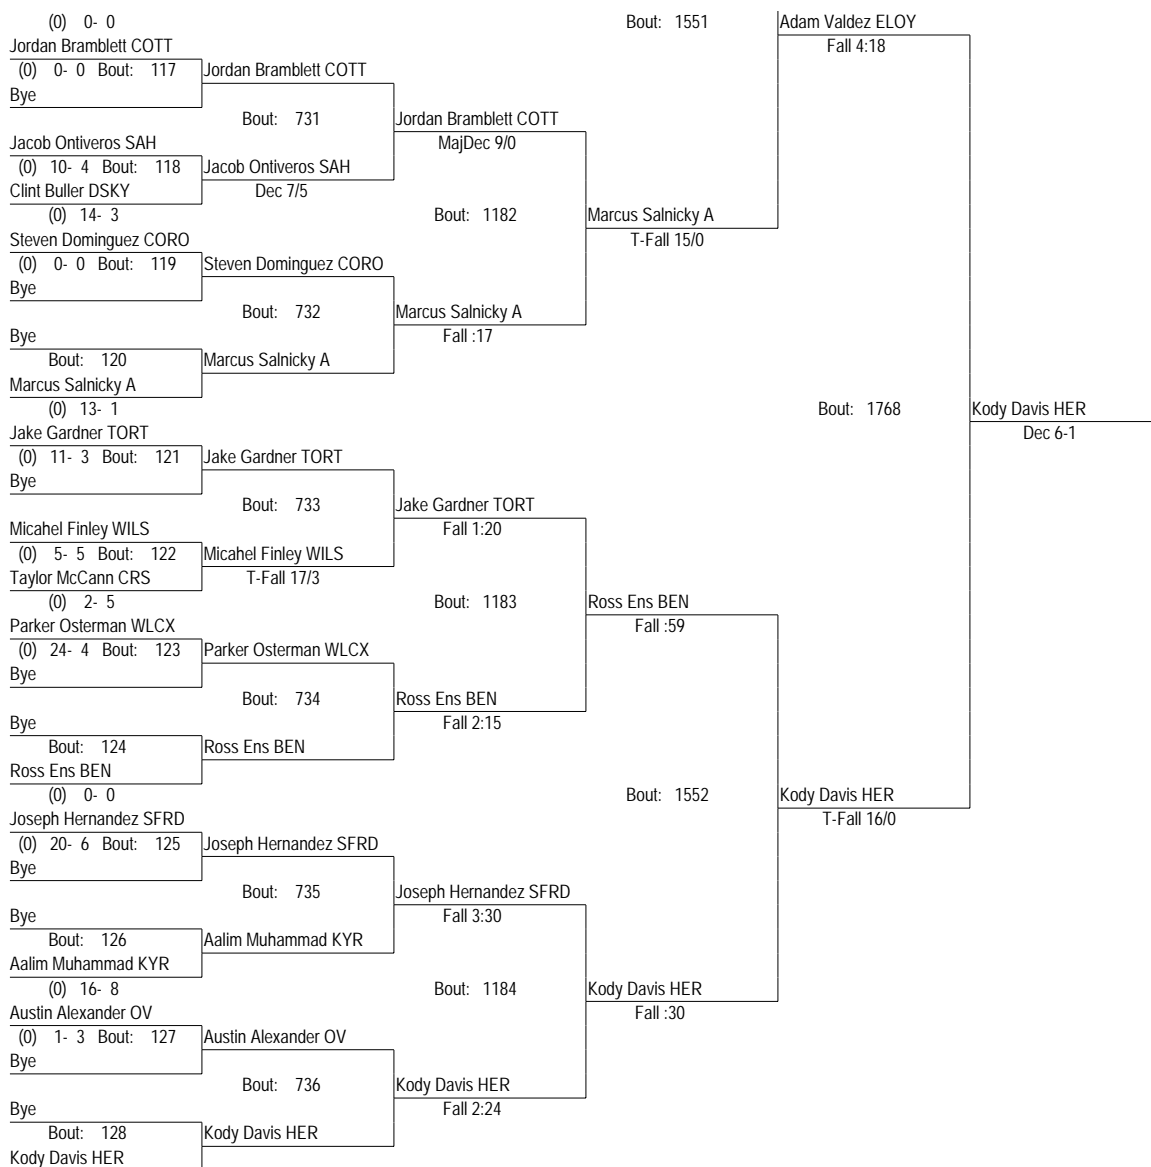 (0) 0- 0
Bout: 1551
Adam Valdez ELOY
Jordan Bramblett COTT
Fall 4:18
(0) 0- 0 Bout: 117
Jordan Bramblett COTT
Bye
Bout: 731
Jordan Bramblett COTT
Jacob Ontiveros SAH
MajDec 9/0
(0) 10- 4 Bout: 118
Jacob Ontiveros SAH
Clint Buller DSKY
Dec 7/5
(0) 14- 3
Bout: 1182
Marcus Salnicky A
Steven Dominguez CORO
T-Fall 15/0
(0) 0- 0 Bout: 119
Steven Dominguez CORO
Bye
Bout: 732
Marcus Salnicky A
Bye
Fall :17
Bout: 120
Marcus Salnicky A
Marcus Salnicky A
(0) 13- 1
Bout: 1768
Kody Davis HER
Jake Gardner TORT
Dec 6-1
(0) 11- 3 Bout: 121
Jake Gardner TORT
Bye
Bout: 733
Jake Gardner TORT
Micahel Finley WILS
Fall 1:20
(0) 5- 5 Bout: 122
Micahel Finley WILS
Taylor McCann CRS
T-Fall 17/3
(0) 2- 5
Bout: 1183
Ross Ens BEN
Parker Osterman WLCX
Fall :59
(0) 24- 4 Bout: 123
Parker Osterman WLCX
Bye
Bout: 734
Ross Ens BEN
Bye
Fall 2:15
Bout: 124
Ross Ens BEN
Ross Ens BEN
(0) 0- 0
Bout: 1552
Kody Davis HER
Joseph Hernandez SFRD
T-Fall 16/0
(0) 20- 6 Bout: 125
Joseph Hernandez SFRD
Bye
Bout: 735
Joseph Hernandez SFRD
Bye
Fall 3:30
Bout: 126
Aalim Muhammad KYR
Aalim Muhammad KYR
(0) 16- 8
Bout: 1184
Kody Davis HER
Austin Alexander OV
Fall :30
(0) 1- 3 Bout: 127
Austin Alexander OV
Bye
Bout: 736
Kody Davis HER
Bye
Fall 2:24
Bout: 128
Kody Davis HER
Kody Davis HER